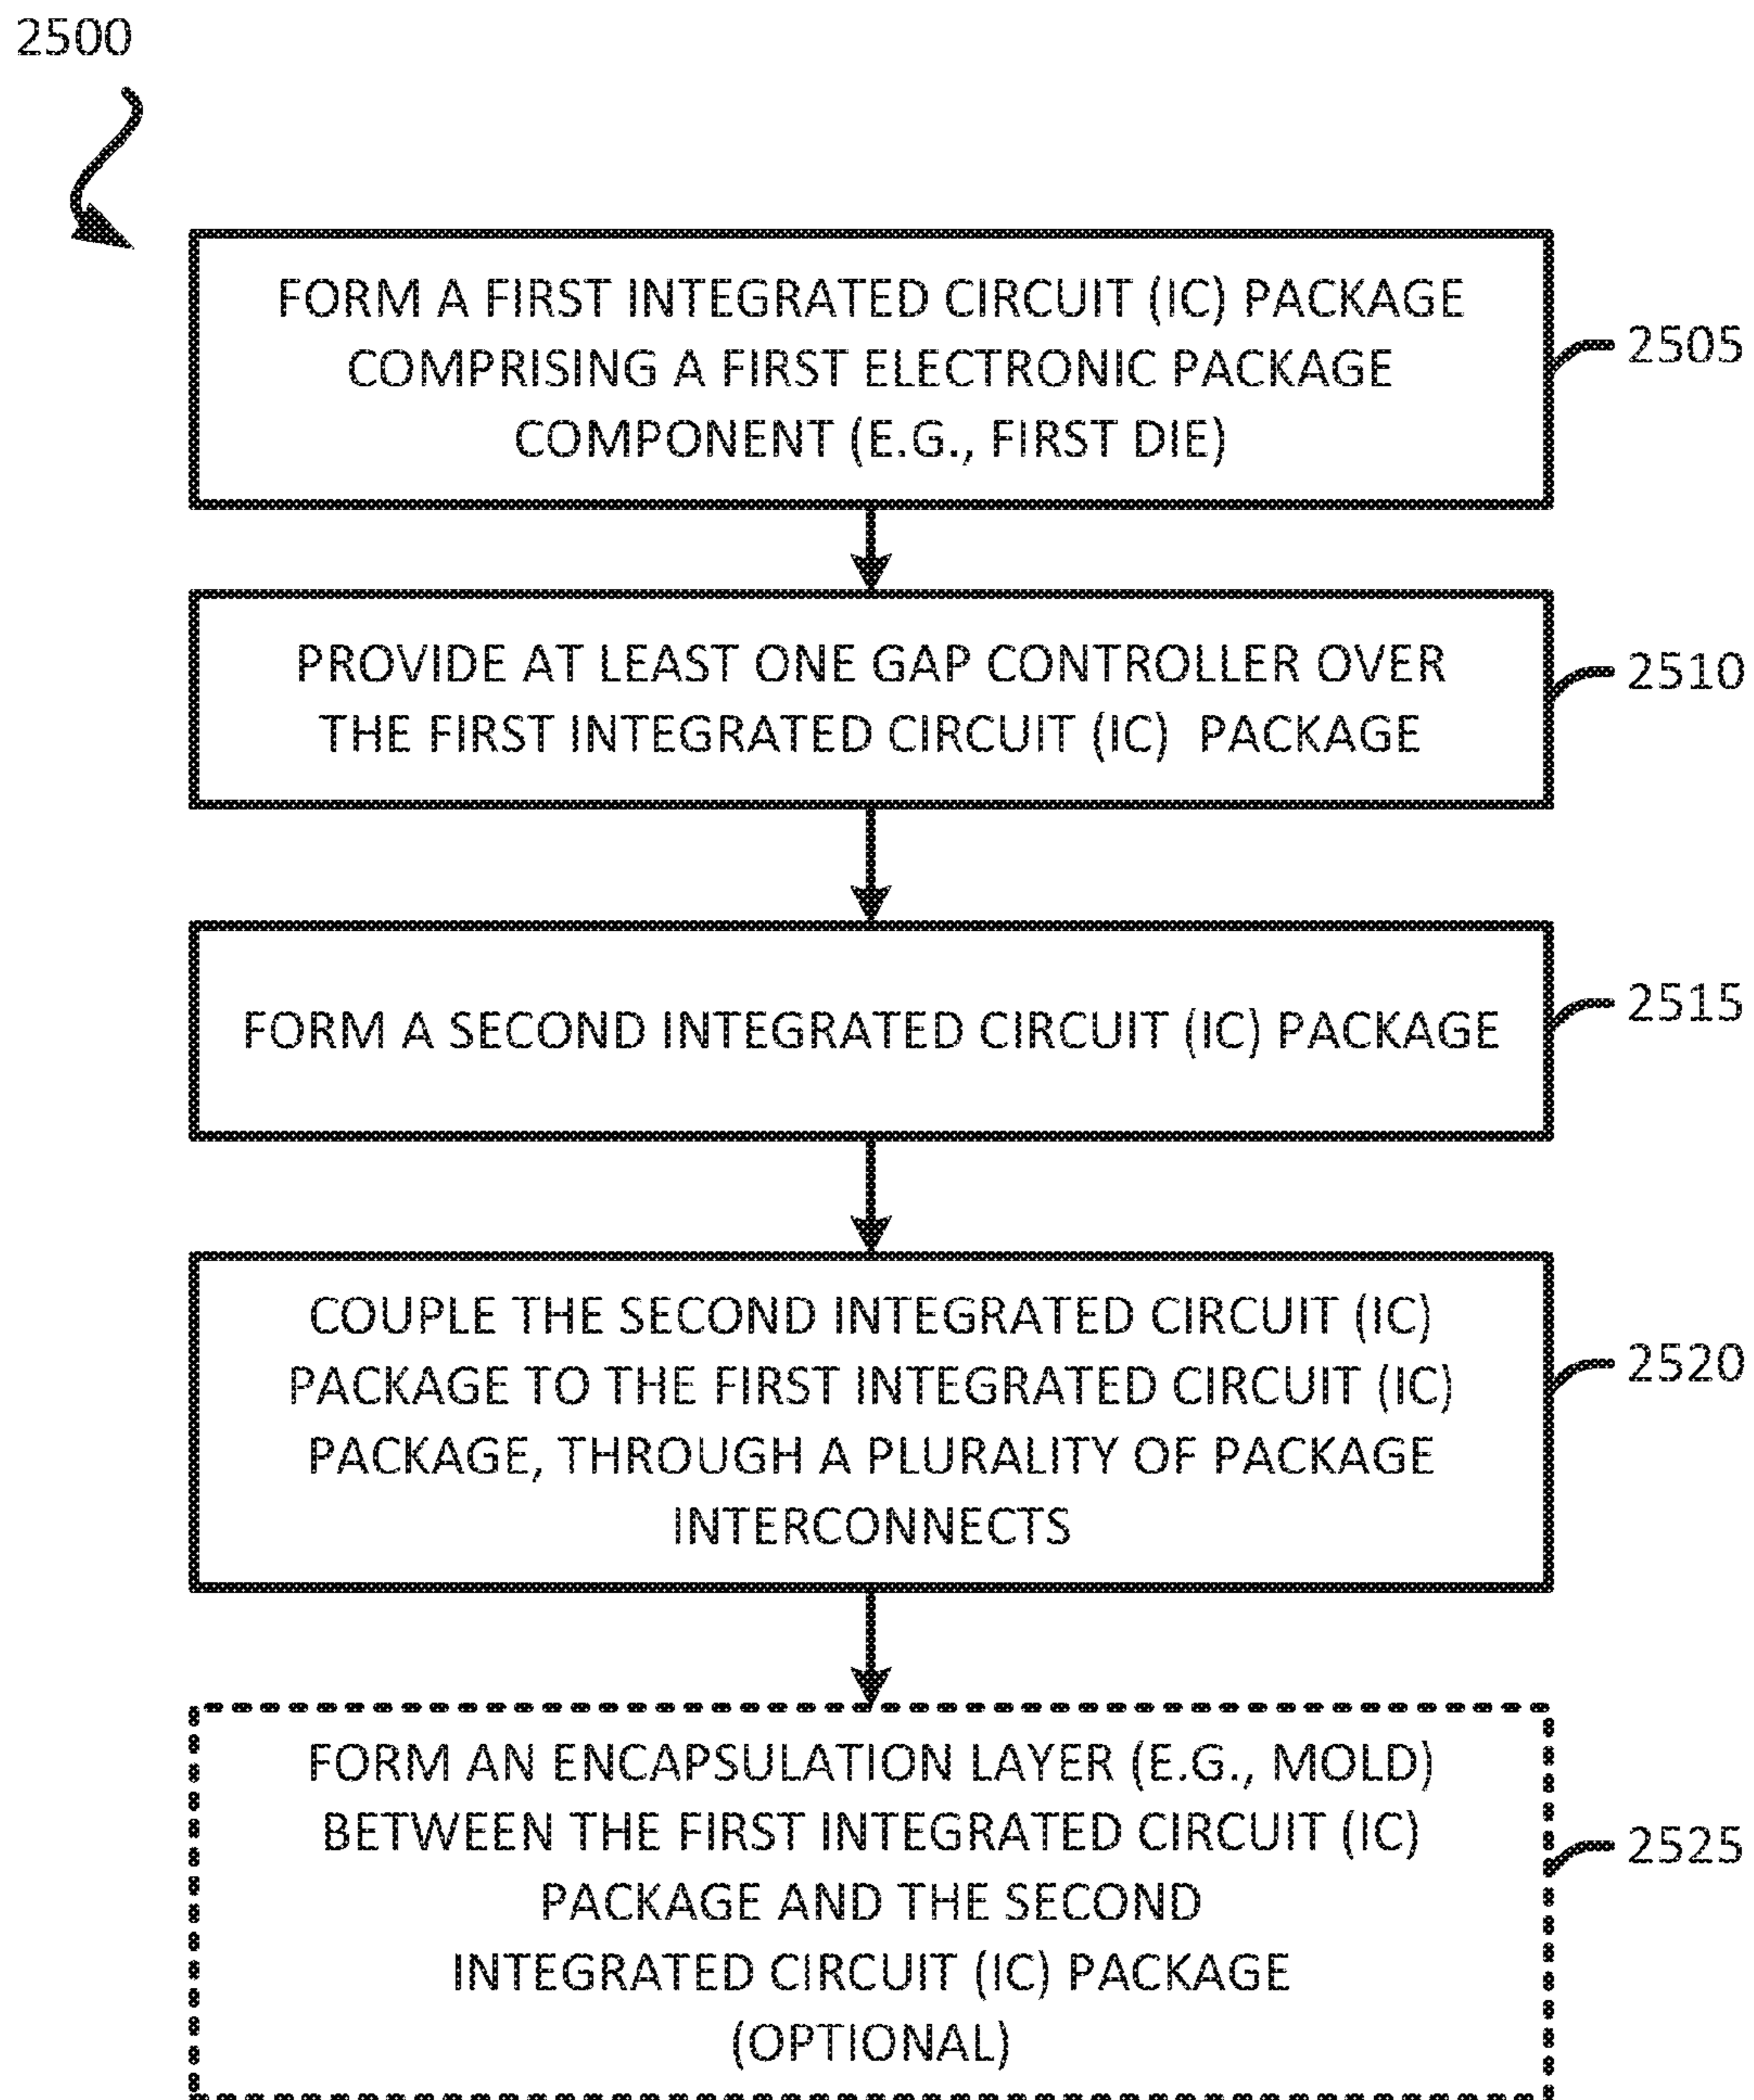 2500
FORM A FIRST INTEGRATED CIRCUIT (IC) PACKAGE
COMPRISING A FIRST ELECTRONIC PACKAGE
COMPONENT (E.G., FIRST DIE)
2505
PROVIDE AT LEAST ONE GAP CONTROLLER OVER
THE FIRST INTEGRATED CIRCUIT (IC) PACKAGE
2510
FORM A SECOND INTEGRATED CIRCUIT (IC) PACKAGE
2515
COUPLE THE SECOND INTEGRATED CIRCUIT (IC)
PACKAGE TO THE FIRST INTEGRATED CIRCUIT (IC)
PACKAGE, THROUGH A PLURALITY OF PACKAGE
INTERCONNECTS
2520
FORM AN ENCAPSULATION LAYER (E.G., MOLD)
BETWEEN THE FIRST INTEGRATED CIRCUIT (IC)
PACKAGE AND THE SECOND
INTEGRATED CIRCUIT (IC) PACKAGE
(OPTIONAL)
2525